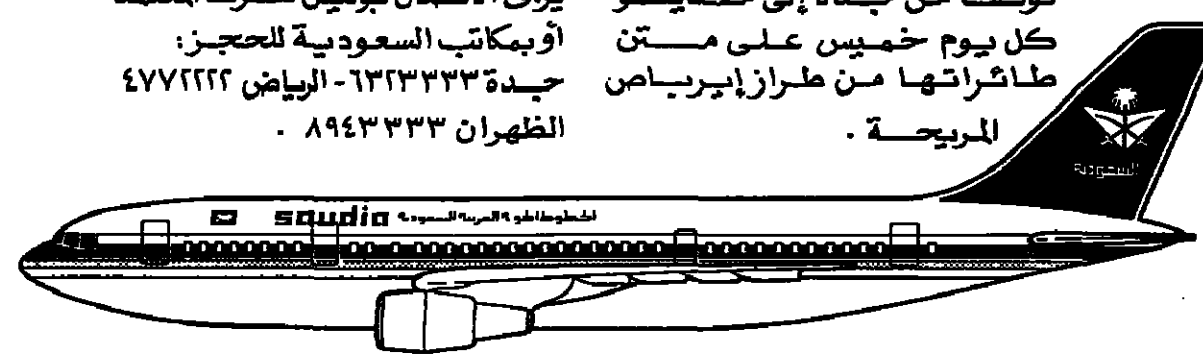 كل يوم خميس على متن
طائراتها من طراز إيرباص
المريحة .
أو بمكاتب السعودية للحجز:
جدة ٦٣٢٣٣٣٣ - الرياض ٤٧٧٢٢٢٢
الظهران ٨٩٤٣٣٣٣ .
saudia الخطوط الجوية العربية السعودية
السعودية